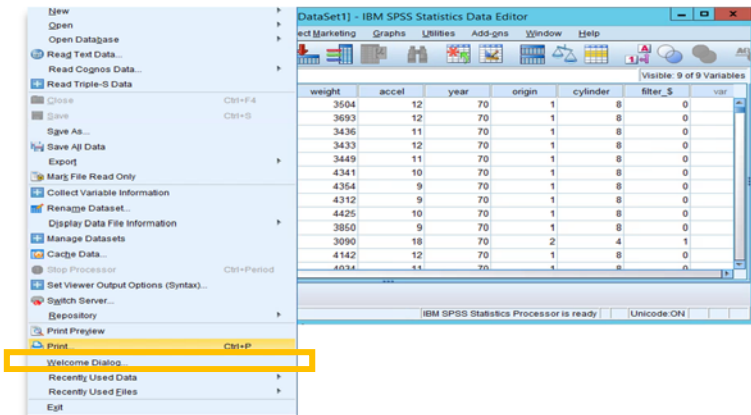 New
Open
Open Database
Read Text Data...
Read Cognos Data...
Read Triple-S Data
Close Ctrl+F4
Save Ctrl+S
Save As...
Save All Data
Export
Mark File Read Only
Collect Variable Information
Rename Dataset...
Display Data File Information
Manage Datasets
Cache Data...
Stop Processor Ctrl+Period
Set Viewer Output Options (Syntax)...
Switch Server...
Repository
Print Preview
Print... Ctrl+P
Welcome Dialog...
Recently Used Data
Recently Used Files
Exit
DataSet1] - IBM SPSS Statistics Data Editor
ect Marketing Graphs Utilities Add-ons Window Help
Visible: 9 of 9 Variables
weight accel year origin cylinder filter_$ var
3504 12 70 1 8 0
3693 12 70 1 8 0
3436 11 70 1 8 0
3433 12 70 1 8 0
3449 11 70 1 8 0
4341 10 70 1 8 0
4354 9 70 1 8 0
4312 9 70 1 8 0
4425 10 70 1 8 0
3850 9 70 1 8 0
3090 18 70 2 4 1
4142 12 70 1 8 0
4034 11 70 1 8 0
IBM SPSS Statistics Processor is ready Unicode:ON